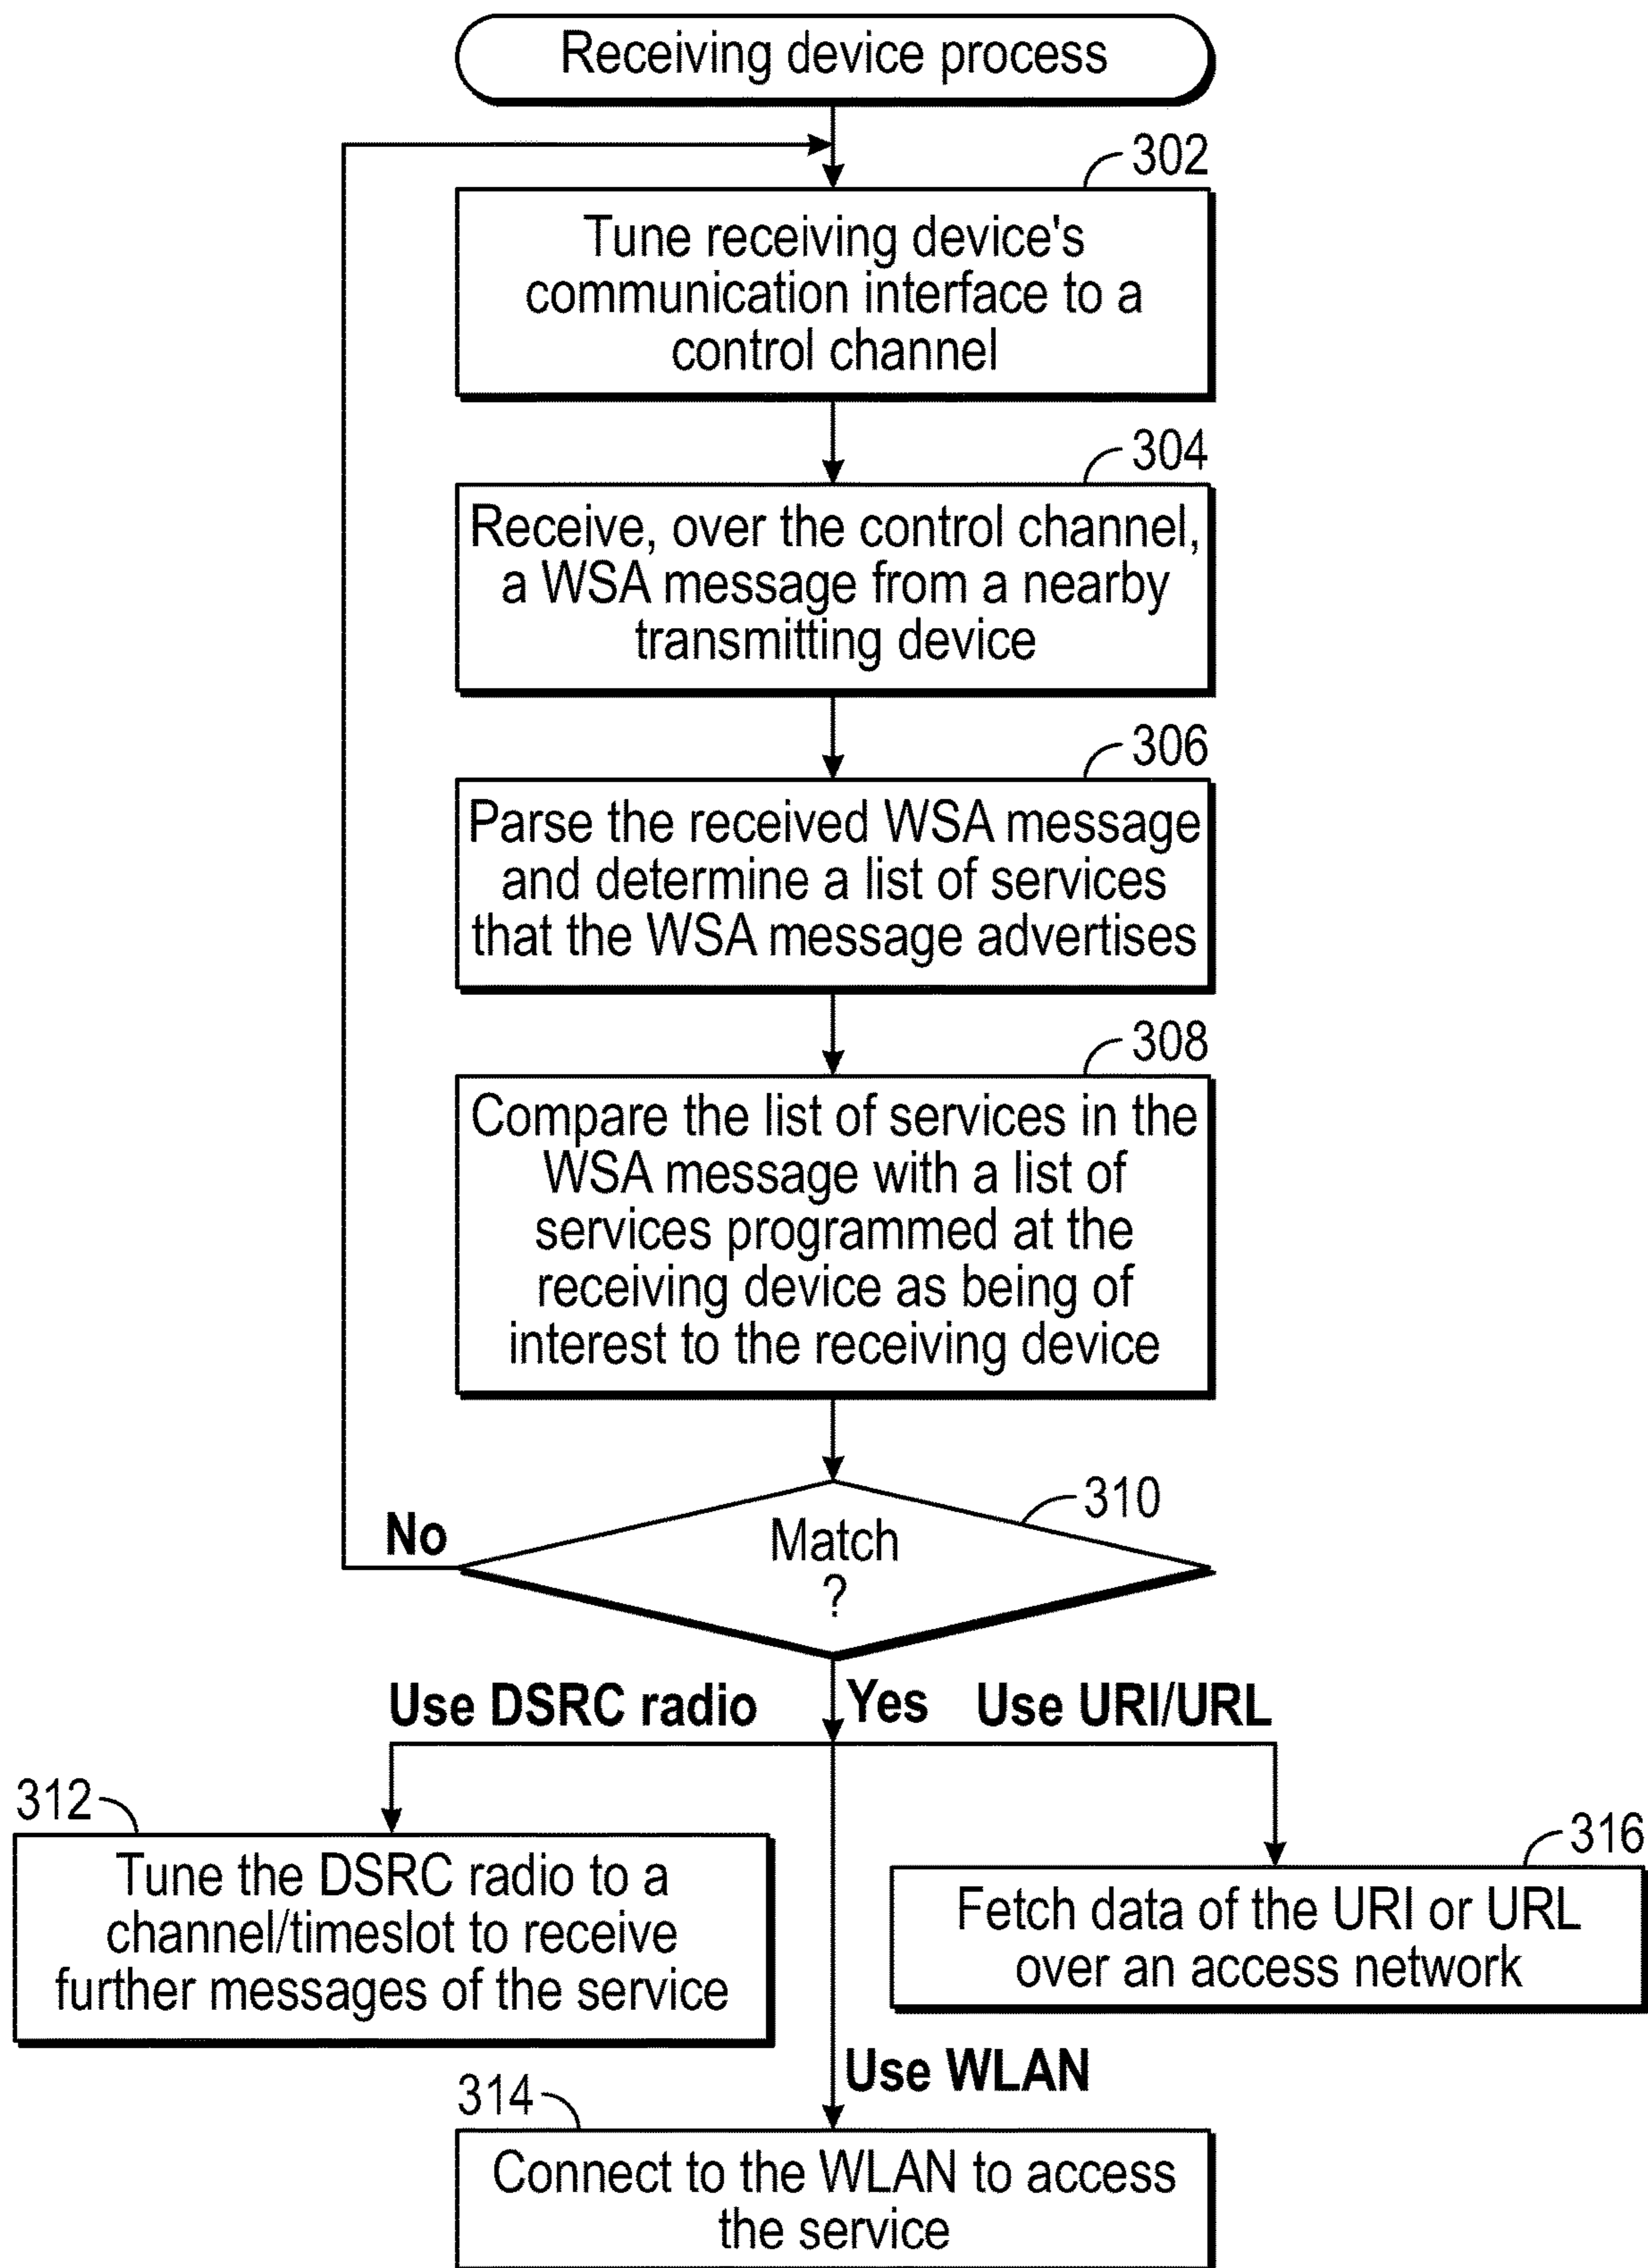 Receiving device process
302
Tune receiving device's
communication interface to a
control channel
304
Receive, over the control channel,
a WSA message from a nearby
transmitting device
306
Parse the received WSA message
and determine a list of services
that the WSA message advertises
308
Compare the list of services in the
WSA message with a list of
services programmed at the
receiving device as being of
interest to the receiving device
310
Match
?
No
Yes
Use DSRC radio
Use URI/URL
312
Tune the DSRC radio to a
channel/timeslot to receive
further messages of the service
316
Fetch data of the URI or URL
over an access network
Use WLAN
314
Connect to the WLAN to access
the service